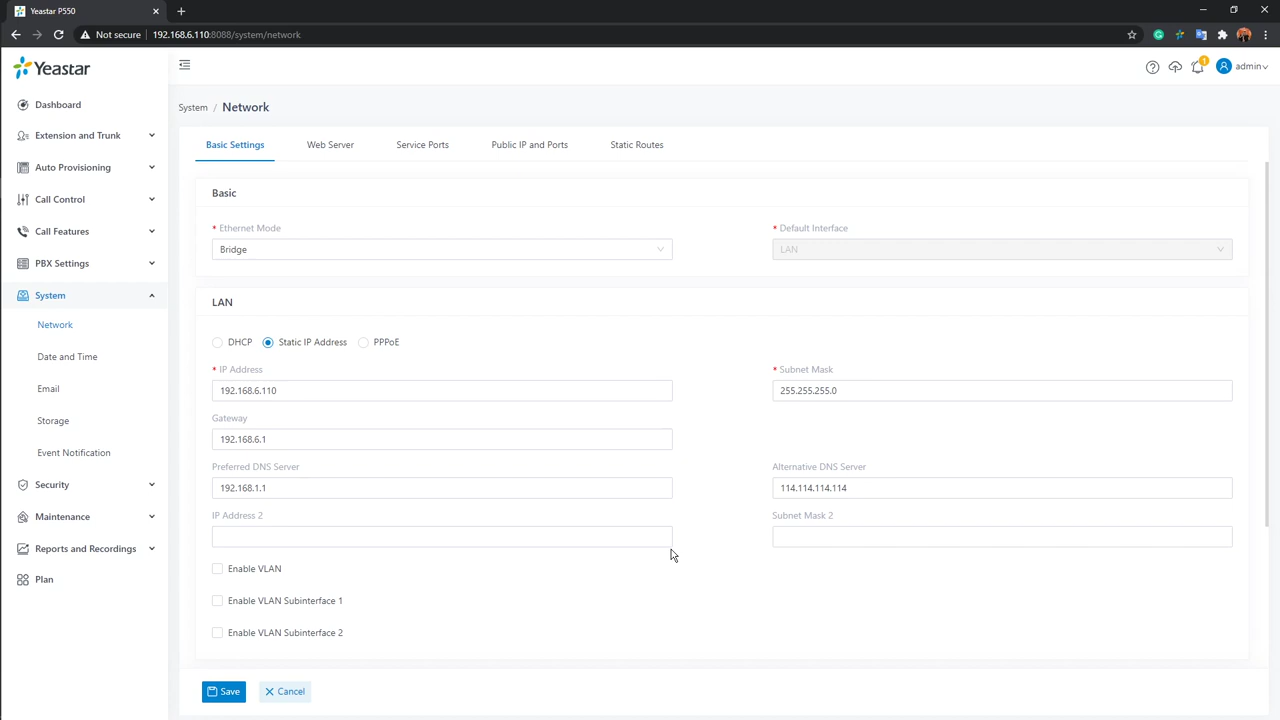 Yeastar P550
Not secure 192.168.6.110:8088/system/network
Yeastar
1
admin
Dashboard
Extension and Trunk
Auto Provisioning
Call Control
Call Features
PBX Settings
System
Network
Date and Time
Email
Storage
Event Notification
Security
Maintenance
Reports and Recordings
Plan
System / Network
Basic Settings Web Server Service Ports Public IP and Ports Static Routes
Basic
* Ethernet Mode * Default Interface
Bridge LAN
LAN
DHCP Static IP Address PPPoE
* IP Address * Subnet Mask
192.168.6.110 255.255.255.0
Gateway
192.168.6.1
Preferred DNS Server Alternative DNS Server
192.168.1.1 114.114.114.114
IP Address 2 Subnet Mask 2
Enable VLAN
Enable VLAN Subinterface 1
Enable VLAN Subinterface 2
Save Cancel